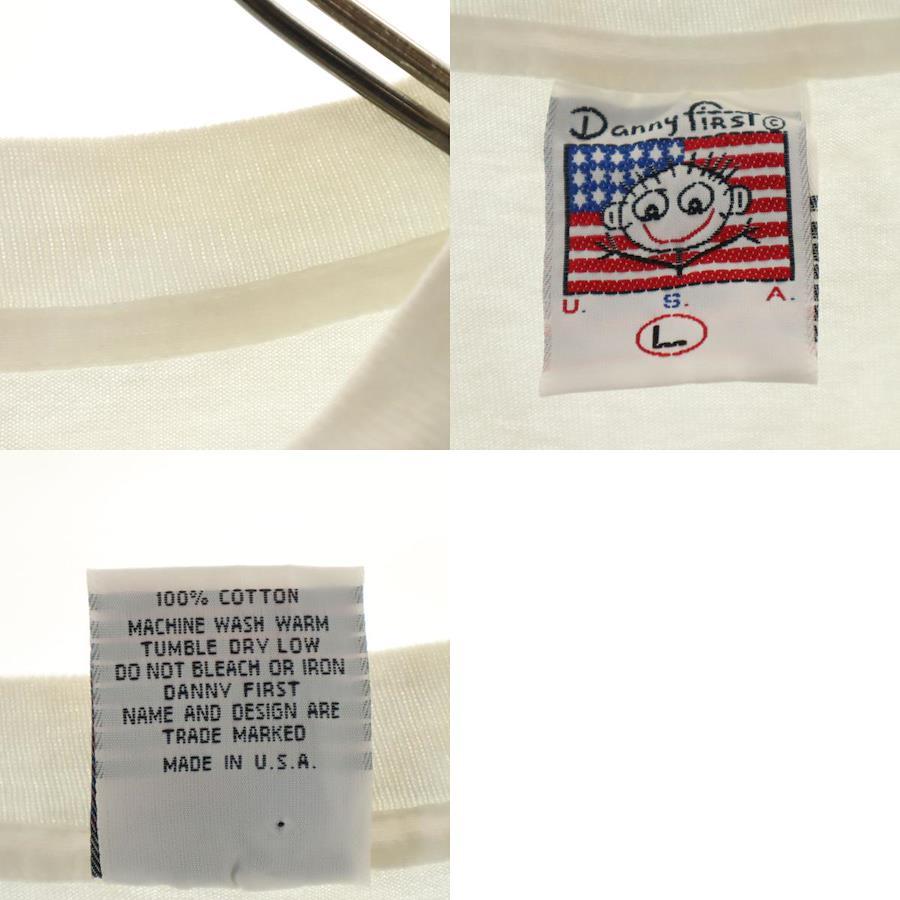 Danny First ©
U. S. A.
L
100% COTTON
MACHINE WASH WARM
TUMBLE DRY LOW
DO NOT BLEACH OR IRON
DANNY FIRST
NAME AND DESIGN ARE
TRADE MARKED
MADE IN U.S.A.